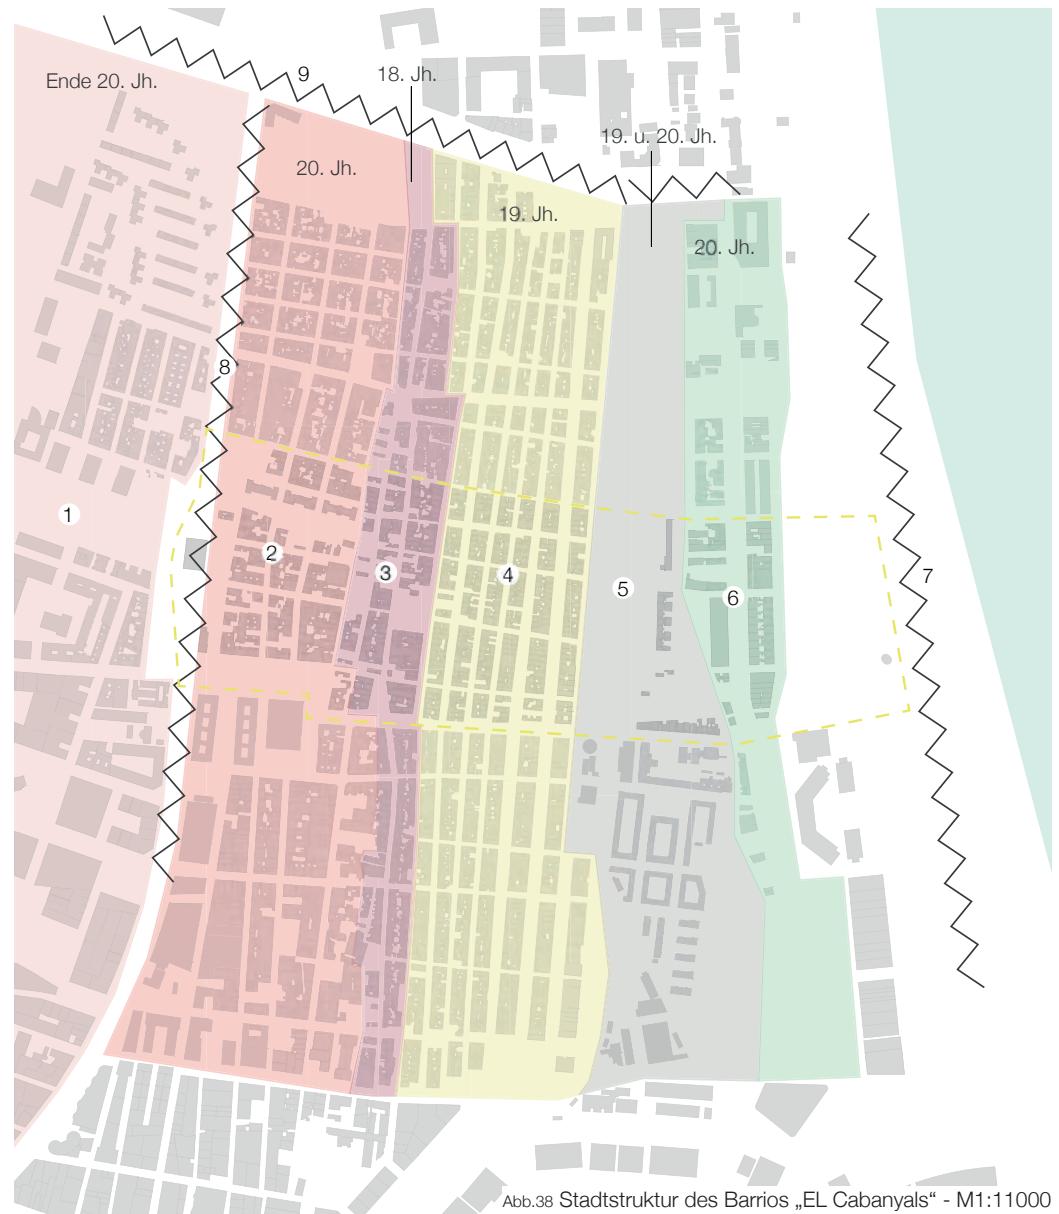 9
18. Jh.
Ende 20. Jh.
19. u. 20. Jh.
20. Jh.
19. Jh.
20. Jh.
8
1
2
3
4
5
6
7
Abb.38 Stadtstruktur des Barrios „EL Cabanyals“ - M1:11000